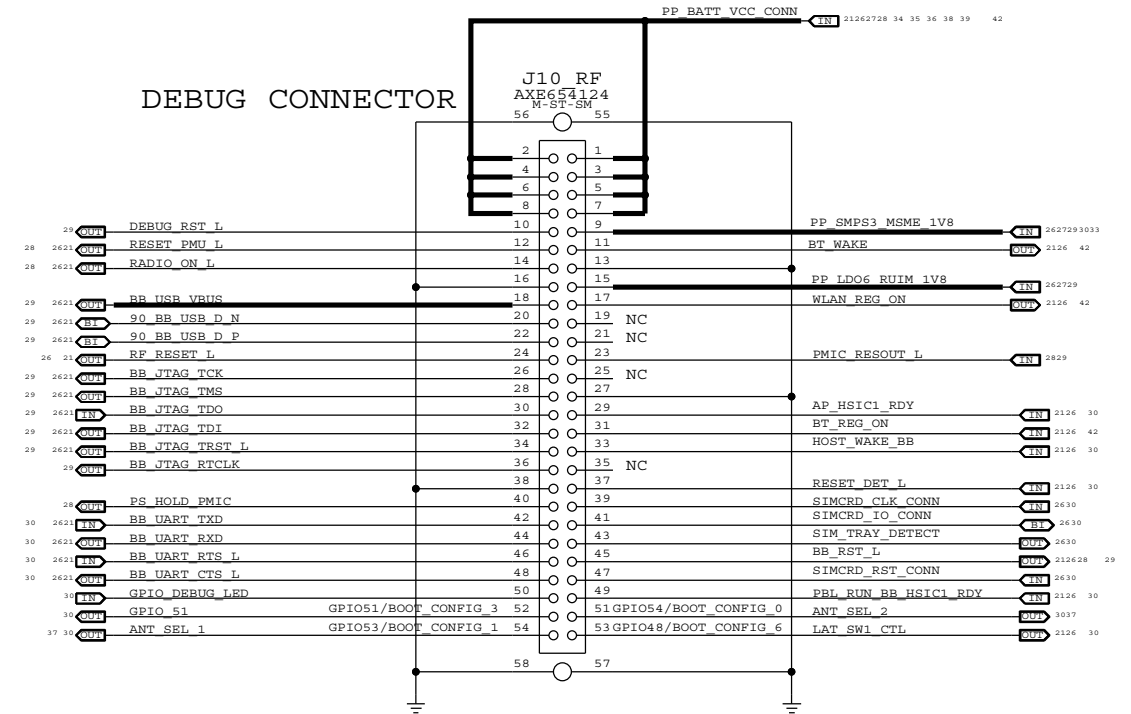 PP_BATT_VCC_CONN IN 21262728 34 35 36 38 39 42
DEBUG CONNECTOR
J10_RF
AXE654124
M-ST-SM
56 55
2 1
4 3
6 5
8 7
29 OUT DEBUG_RST_L 10 9 PP_SMPS3_MSME_1V8 IN 2627293033
28 2621 OUT RESET_PMU_L 12 11 BT_WAKE OUT 2126 42
28 2621 OUT RADIO_ON_L 14 13
16 15 PP_LDO6_RUIM_1V8 IN 262729
29 2621 OUT BB_USB_VBUS 18 17 WLAN_REG_ON OUT 2126 42
29 2621 BI 90_BB_USB_D_N 20 19 NC
29 2621 BI 90_BB_USB_D_P 22 21 NC
26 21 OUT RF_RESET_L 24 23 PMIC_RESOUT_L IN 2829
29 2621 OUT BB_JTAG_TCK 26 25 NC
29 2621 OUT BB_JTAG_TMS 28 27
29 2621 IN BB_JTAG_TDO 30 29 AP_HSIC1_RDY IN 2126 30
29 2621 OUT BB_JTAG_TDI 32 31 BT_REG_ON IN 2126 42
29 2621 OUT BB_JTAG_TRST_L 34 33 HOST_WAKE_BB IN 2126 30
29 OUT BB_JTAG_RTCLK 36 35 NC
38 37 RESET_DET_L IN 2126 30
28 OUT PS_HOLD_PMIC 40 39 SIMCRD_CLK_CONN IN 2630
30 2621 IN BB_UART_TXD 42 41 SIMCRD_IO_CONN BI 2630
30 2621 OUT BB_UART_RXD 44 43 SIM_TRAY_DETECT OUT 2630
30 2621 IN BB_UART_RTS_L 46 45 BB_RST_L OUT 212628 29
30 2621 OUT BB_UART_CTS_L 48 47 SIMCRD_RST_CONN IN 2630
30 IN GPIO_DEBUG_LED 50 49 PBL_RUN_BB_HSIC1_RDY IN 2126 30
30 OUT GPIO_51 GPIO51/BOOT_CONFIG_3 52 51 GPIO54/BOOT_CONFIG_0 ANT_SEL_2 OUT 3037
37 30 OUT ANT_SEL_1 GPIO53/BOOT_CONFIG_1 54 53 GPIO48/BOOT_CONFIG_6 LAT_SW1_CTL OUT 2126 30
58 57